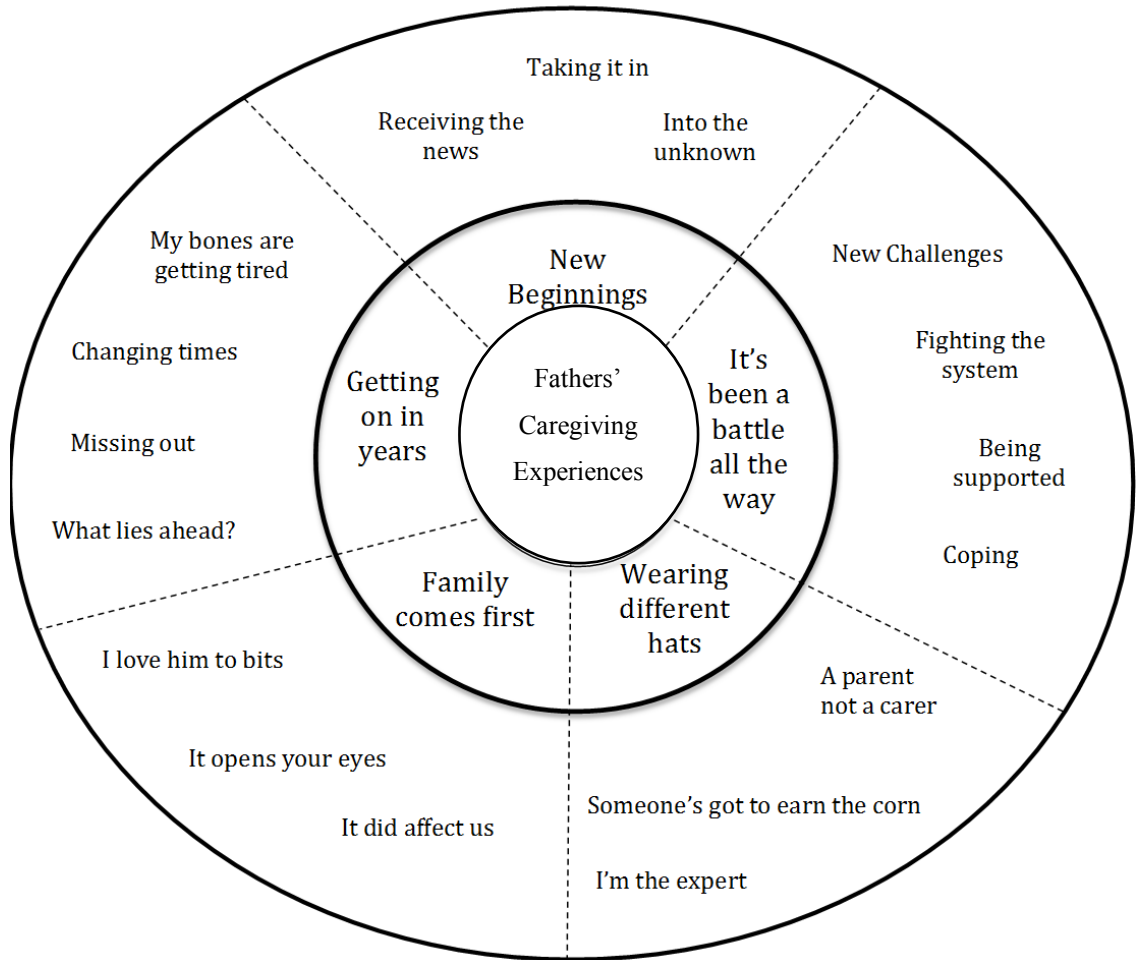 Taking it in
Receiving the
news
Into the
unknown
New Challenges
Fighting the
system
Being
supported
Coping
A parent
not a carer
Someone's got to earn the corn
I'm the expert
It did affect us
It opens your eyes
I love him to bits
What lies ahead?
Missing out
Changing times
My bones are
getting tired
New
Beginnings
It's
been a
battle
all the
way
Wearing
different
hats
Family
comes first
Getting
on in
years
Fathers'
Caregiving
Experiences